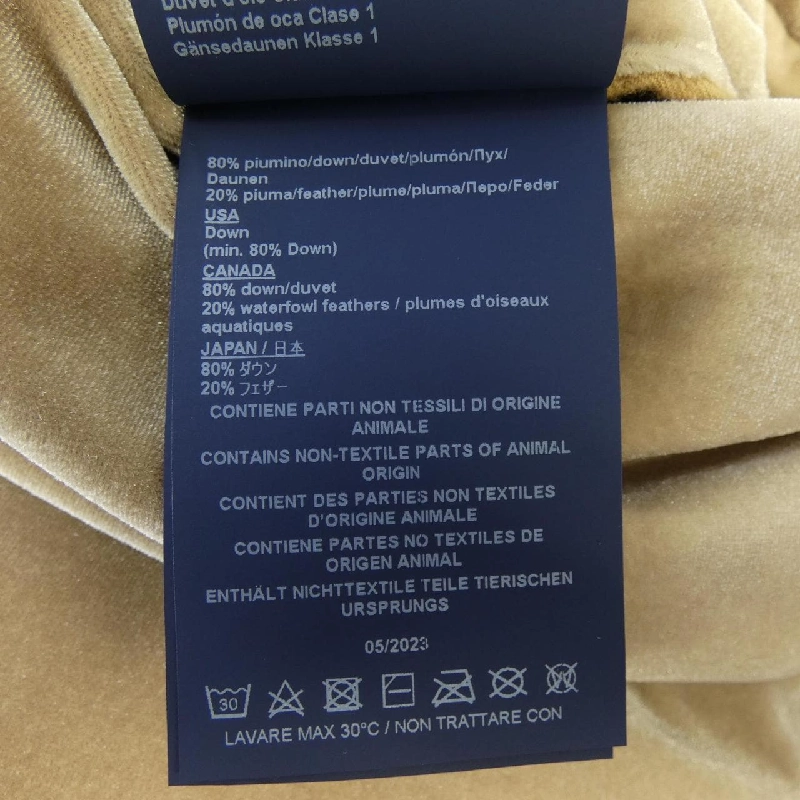 Plumón de oca Clase 1
Gänsedaunen Klasse 1
80% piumino/down/duvet/plumón/Пух/
Daunen
20% piuma/feather/plume/pluma/Перо/Feder
USA
Down
(min. 80% Down)
CANADA
80% down/duvet
20% waterfowl feathers / plumes d'oiseaux
aquatiques
JAPAN / 日本
80% ダウン
20% フェザー
CONTIENE PARTI NON TESSILI DI ORIGINE
ANIMALE
CONTAINS NON-TEXTILE PARTS OF ANIMAL
ORIGIN
CONTIENT DES PARTIES NON TEXTILES
D'ORIGINE ANIMALE
CONTIENE PARTES NO TEXTILES DE
ORIGEN ANIMAL
ENTHÄLT NICHTTEXTILE TEILE TIERISCHEN
URSPRUNGS
05/2023
30 W
LAVARE MAX 30°C / NON TRATTARE CON